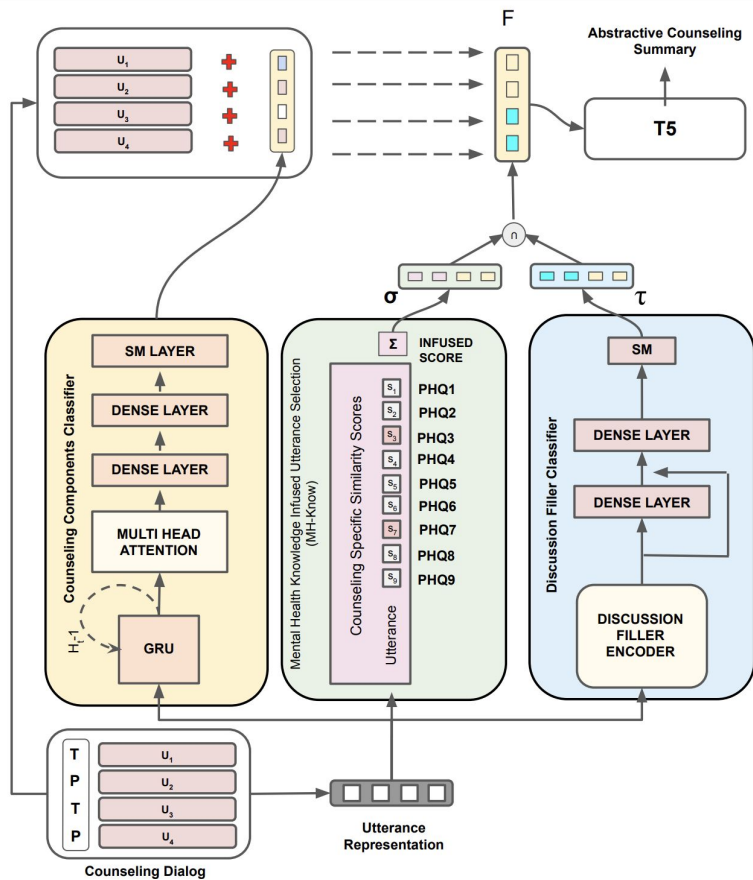 F
Abstractive Counseling
Summary
U1
U2
U3
U4
T5
∩
σ
τ
Counseling Components Classifier
SM LAYER
DENSE LAYER
DENSE LAYER
MULTI HEAD
ATTENTION
Ht-1
GRU
Mental Health Knowledge Infused Utterance Selection
(MH-Know)
Σ
INFUSED
SCORE
Counseling Specific Similarity Scores
Utterance
S1 PHQ1
S2 PHQ2
S3 PHQ3
S4 PHQ4
S5 PHQ5
S6 PHQ6
S7 PHQ7
S8 PHQ8
S9 PHQ9
Discussion Filler Classifier
SM
DENSE LAYER
DENSE LAYER
DISCUSSION
FILLER
ENCODER
T U1
P U2
T U3
P U4
Counseling Dialog
Utterance
Representation